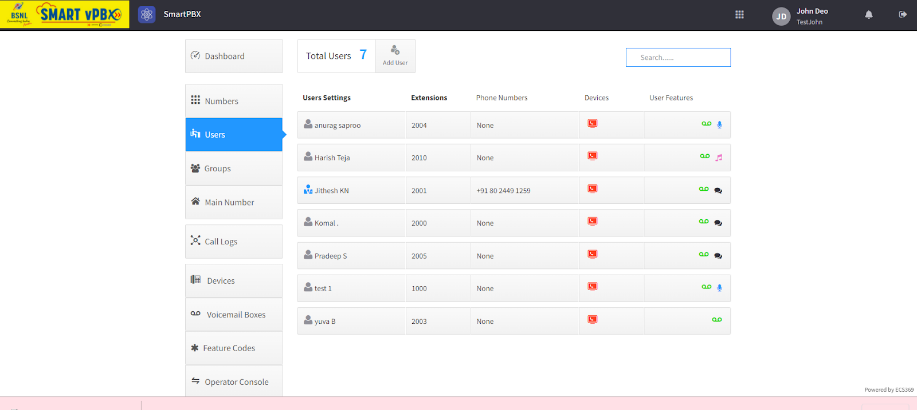 BSNL
SMART vPBX
SmartPBX
JD
John Deo
TestJohn
Dashboard
Numbers
Users
Groups
Main Number
Call Logs
Devices
Voicemail Boxes
Feature Codes
Operator Console
Total Users 7
Add User
Search......
Users Settings Extensions Phone Numbers Devices User Features
anurag saproo 2004 None
Harish Teja 2010 None
Jithesh KN 2001 +91 80 2449 1259
Komal . 2000 None
Pradeep S 2005 None
test 1 1000 None
yuva B 2003 None
Powered by ECS369